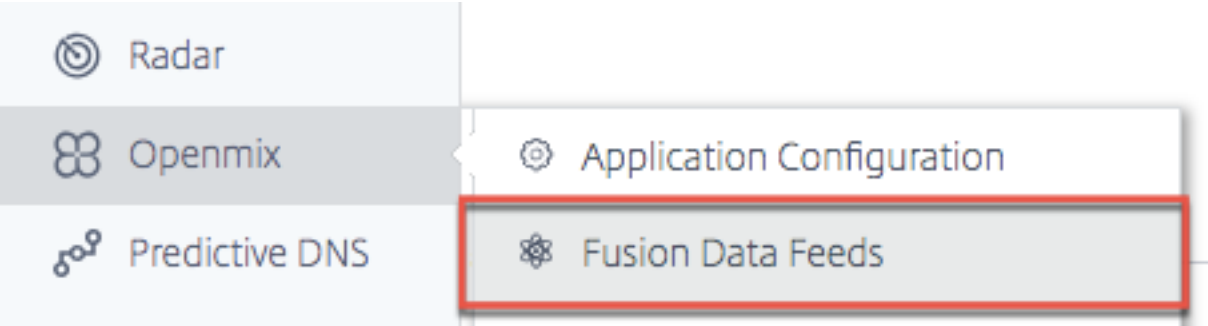 Radar
Openmix
Application Configuration
Predictive DNS
Fusion Data Feeds